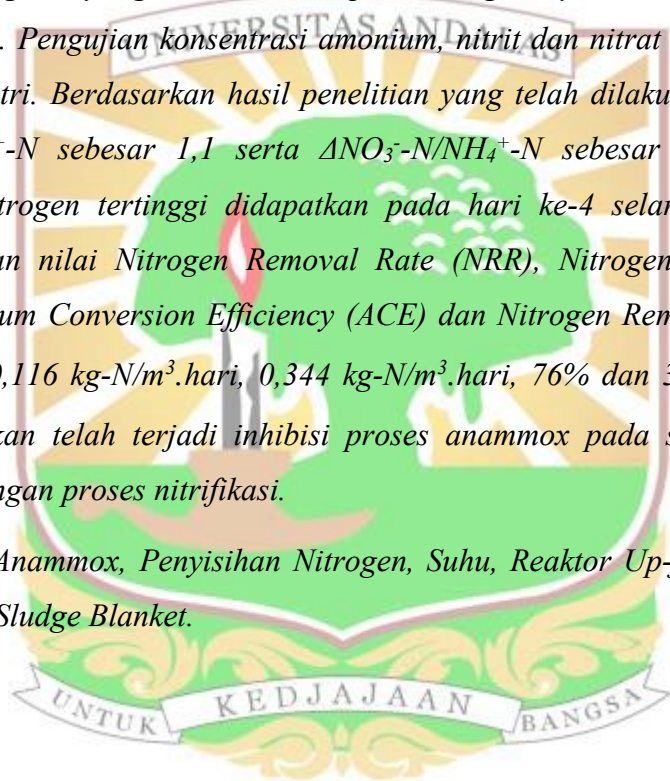 UNIVERSITAS ANDALAS
. Pengujian konsentrasi amonium, nitrit dan nitrat
tri. Berdasarkan hasil penelitian yang telah dilaku
-N sebesar 1,1 serta ΔNO₃⁻-N/NH₄⁺-N sebesar
trogen tertinggi didapatkan pada hari ke-4 selar
n nilai Nitrogen Removal Rate (NRR), Nitrogen
um Conversion Efficiency (ACE) dan Nitrogen Rem
0,116 kg-N/m³.hari, 0,344 kg-N/m³.hari, 76% dan 3
kan telah terjadi inhibisi proses anammox pada s
ngan proses nitrifikasi.
Anammox, Penyisihan Nitrogen, Suhu, Reaktor Up-
Sludge Blanket.
UNTUK KEDJAJAAN BANGSA